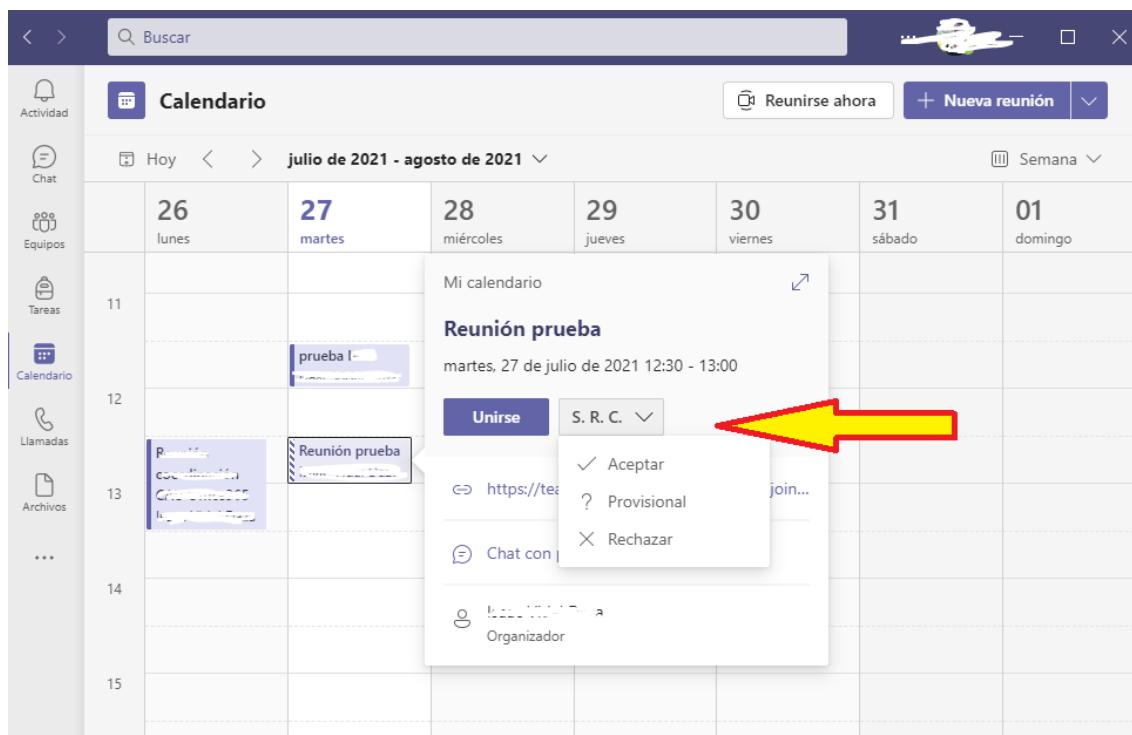 Buscar
Actividad
Chat
Equipos
Tareas
Calendario
Llamadas
Archivos
Calendario
Reunirse ahora
Nueva reunión
Hoy
julio de 2021 - agosto de 2021
Semana
26
lunes
27
martes
28
miércoles
29
jueves
30
viernes
31
sábado
01
domingo
11
12
13
14
15
prueba
Reunión prueba
Mi calendario
Reunión prueba
martes, 27 de julio de 2021 12:30 - 13:00
Unirse
S. R. C.
Aceptar
Provisional
Rechazar
https://tea
join...
Chat con
Organizador